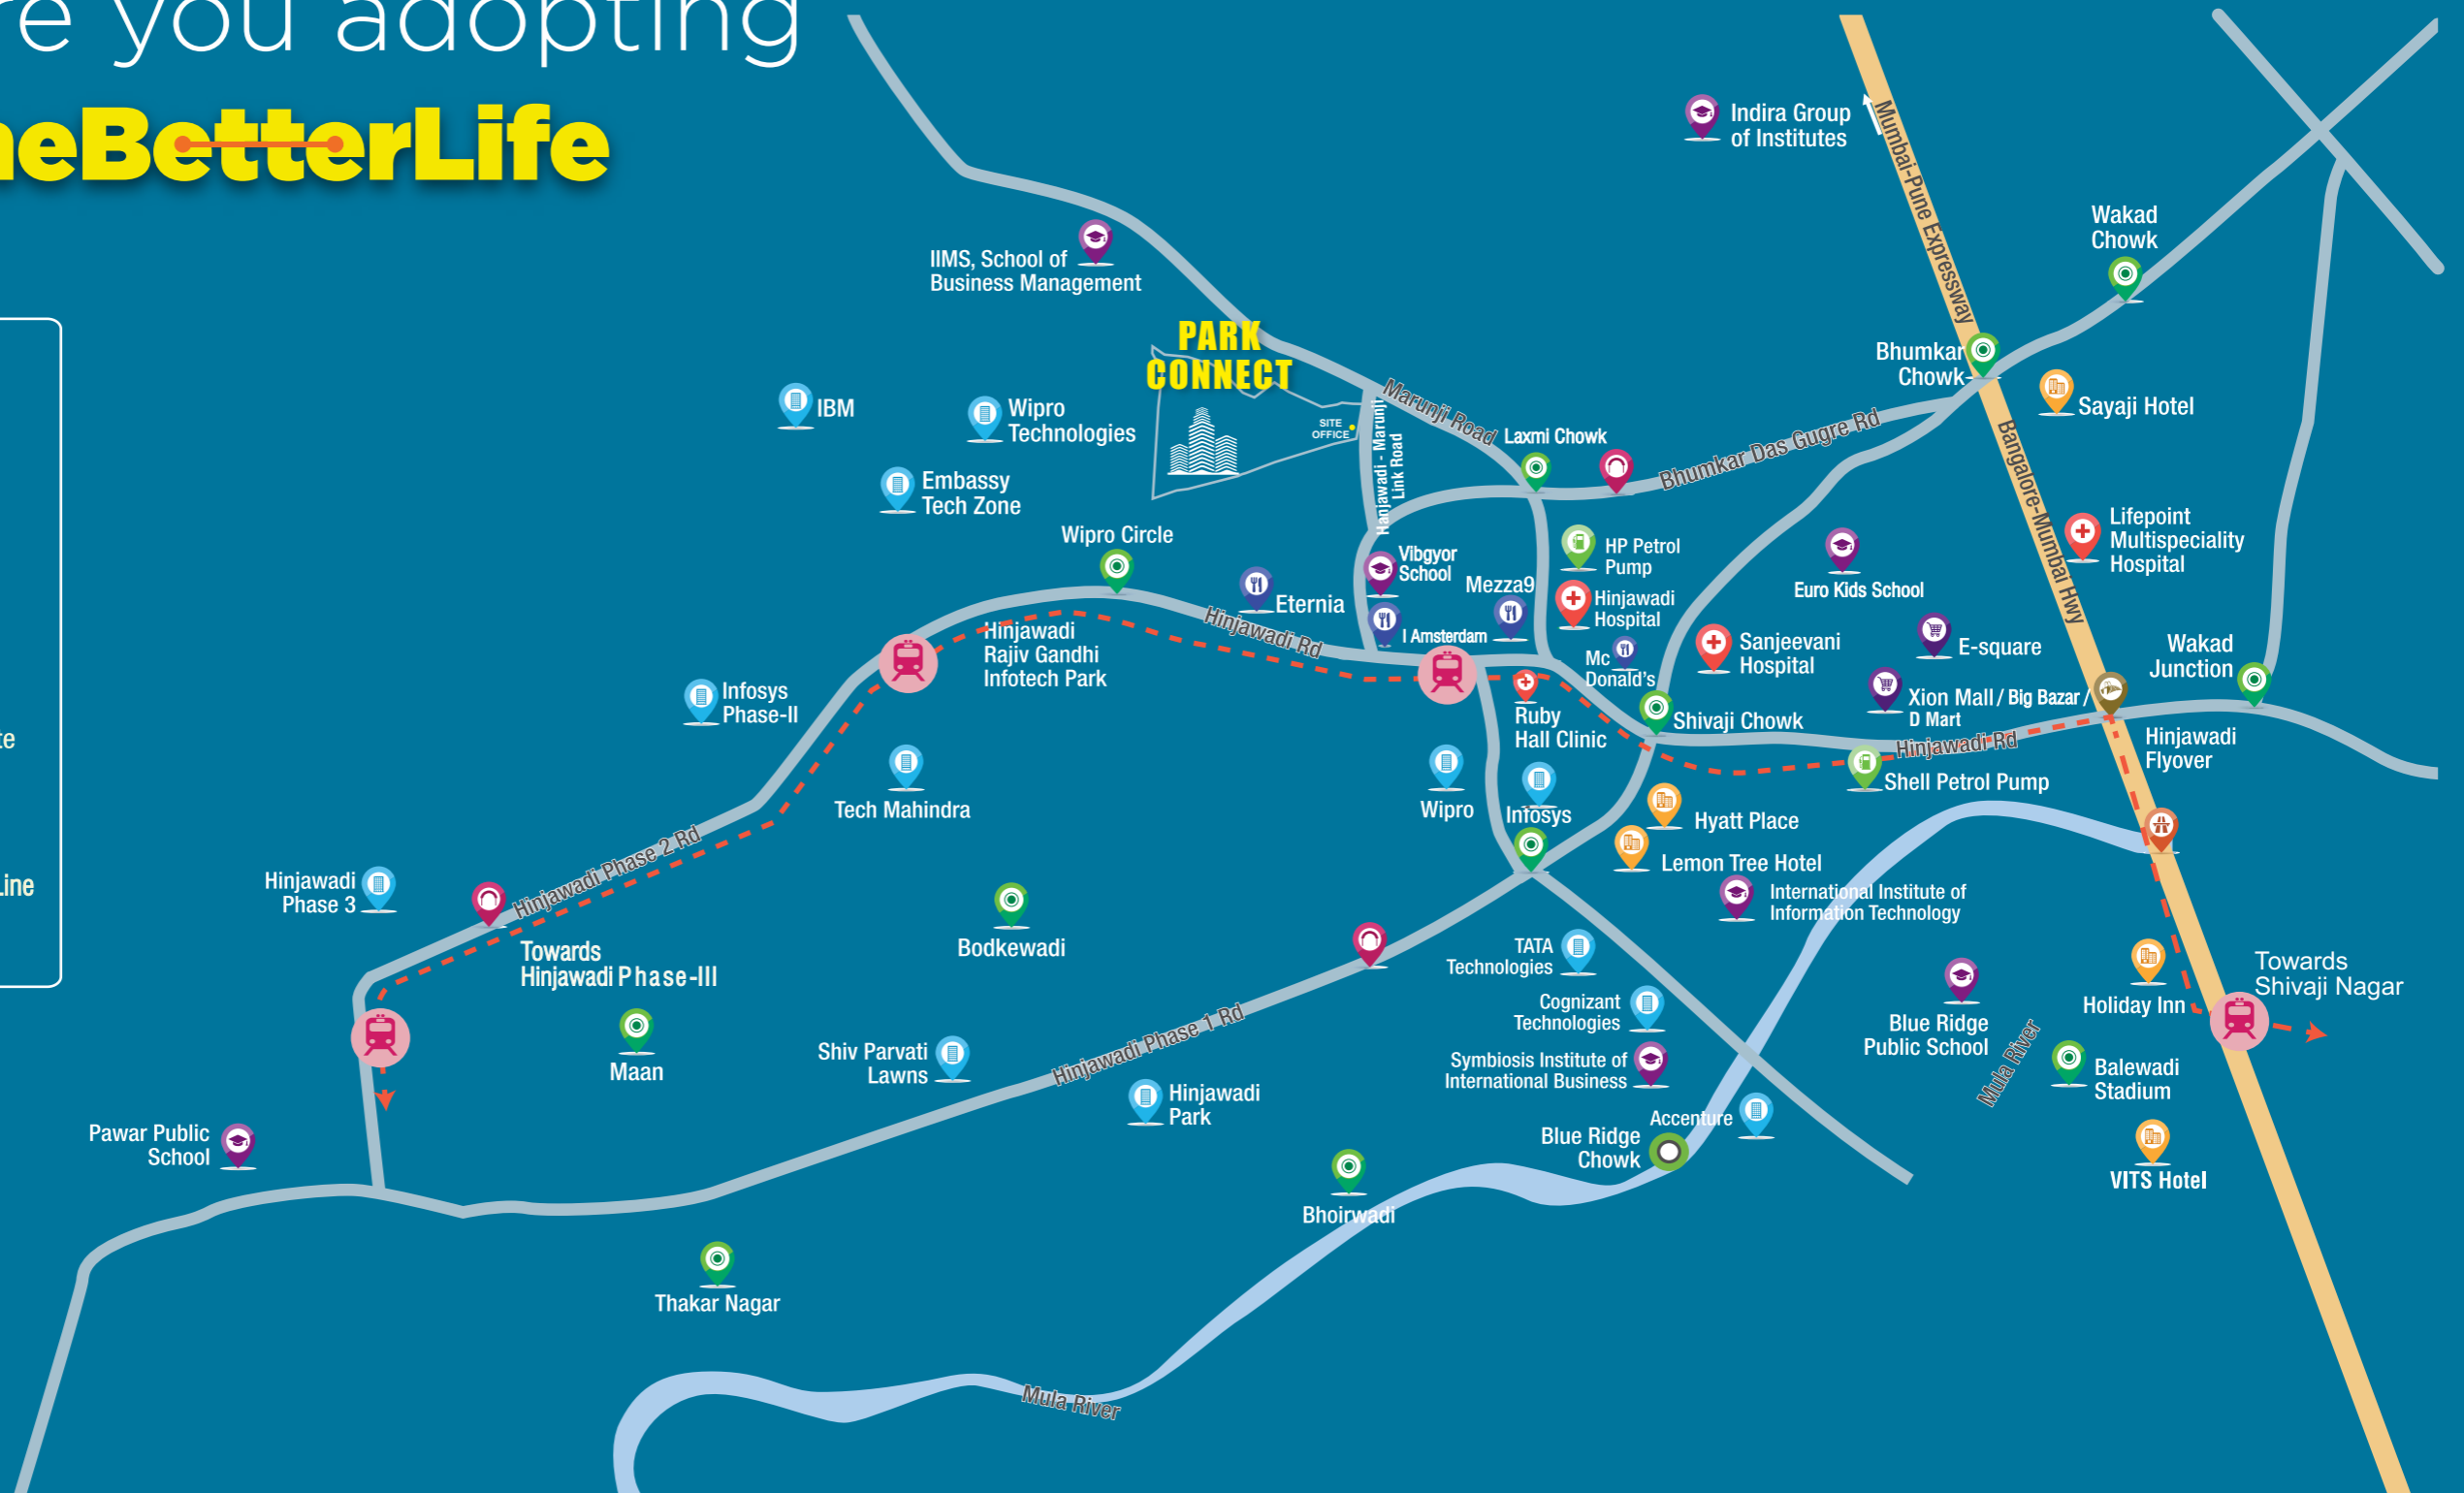 re you adopting
neBetterLife
Line
Indira Group
of Institutes
Mumbai-Pune Expressway
Wakad
Chowk
IIMS, School of
Business Management
PARK
CONNECT
SITE
OFFICE
Hanjawadi - Marunji
Link Road
Marunji Road
Laxmi Chowk
Bhumkar Das Gugre Rd
Bhumkar
Chowk
Sayaji Hotel
Bangalore-Mumbai Hwy
IBM
Wipro
Technologies
Embassy
Tech Zone
Wipro Circle
Lifepoint
Multispeciality
Hospital
Vibgyor
School
HP Petrol
Pump
Euro Kids School
Eternia
Mezza9
Hinjawadi
Hospital
I Amsterdam
Hinjawadi Rd
Hinjawadi
Rajiv Gandhi
Infotech Park
Mc
Donald's
Sanjeevani
Hospital
E-square
Wakad
Junction
Infosys
Phase-II
Xion Mall / Big Bazar /
D Mart
Ruby
Hall Clinic
Shivaji Chowk
Hinjawadi Rd
Hinjawadi
Flyover
Shell Petrol Pump
Tech Mahindra
Wipro
Infosys
Hyatt Place
Lemon Tree Hotel
Hinjawadi Phase 2 Rd
Hinjawadi
Phase 3
International Institute of
Information Technology
Bodkewadi
Towards
Hinjawadi Phase-III
TATA
Technologies
Towards
Shivaji Nagar
Holiday Inn
Cognizant
Technologies
Blue Ridge
Public School
Mula River
Maan
Shiv Parvati
Lawns
Hinjawadi Phase 1 Rd
Symbiosis Institute of
International Business
Balewadi
Stadium
Hinjawadi
Park
Accenture
Pawar Public
School
Blue Ridge
Chowk
VITS Hotel
Bhoirwadi
Thakar Nagar
Mula River